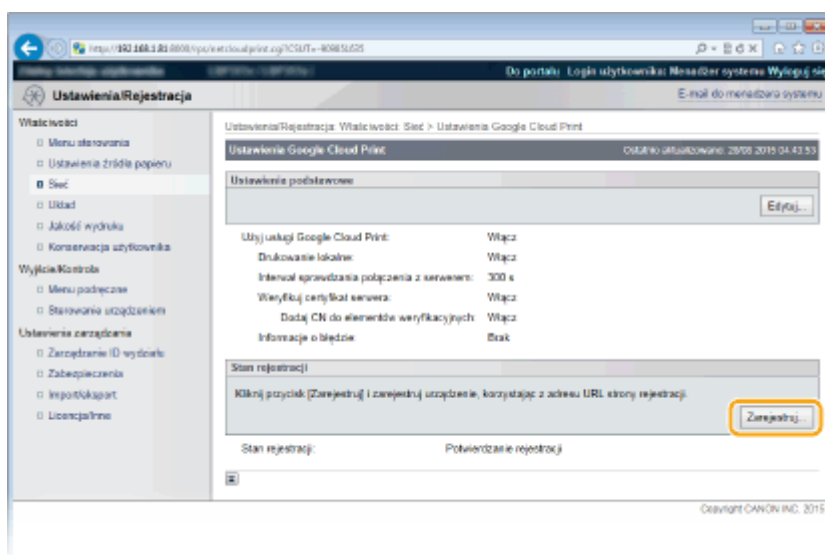 Do portalu Login użytkownika: Menedżer systemu Wyloguj się
Ustawienia/Rejestracja
E-mail do menedżera systemu
Właściwości
Menu sterowania
Ustawienia źródła papieru
Sieć
Układ
Jakość wydruku
Konserwacja użytkownika
Wyjście/Kontrola
Menu podręczne
Sterowanie urządzeniem
Ustawienia zarządzania
Zarządzanie ID wydziału
Zabezpieczenia
Import/eksport
Licencja/Inne
Ustawienia/Rejestracja: Właściwości: Sieć > Ustawienia Google Cloud Print
Ustawienia Google Cloud Print
Ostatnio aktualizowano: 28/08 2015 04:43:53
Ustawienia podstawowe
Edytuj...
Użyj usługi Google Cloud Print: Włącz
Drukowanie lokalne: Włącz
Interwał sprawdzania połączenia z serwerem: 300 s
Weryfikuj certyfikat serwera: Włącz
Dodaj CN do elementów weryfikacyjnych: Włącz
Informacje o błędzie: Brak
Stan rejestracji
Kliknij przycisk [Zarejestruj] i zarejestruj urządzenie, korzystając z adresu URL strony rejestracji.
Zarejestruj...
Stan rejestracji: Potwierdzanie rejestracji
Copyright CANON INC. 2015